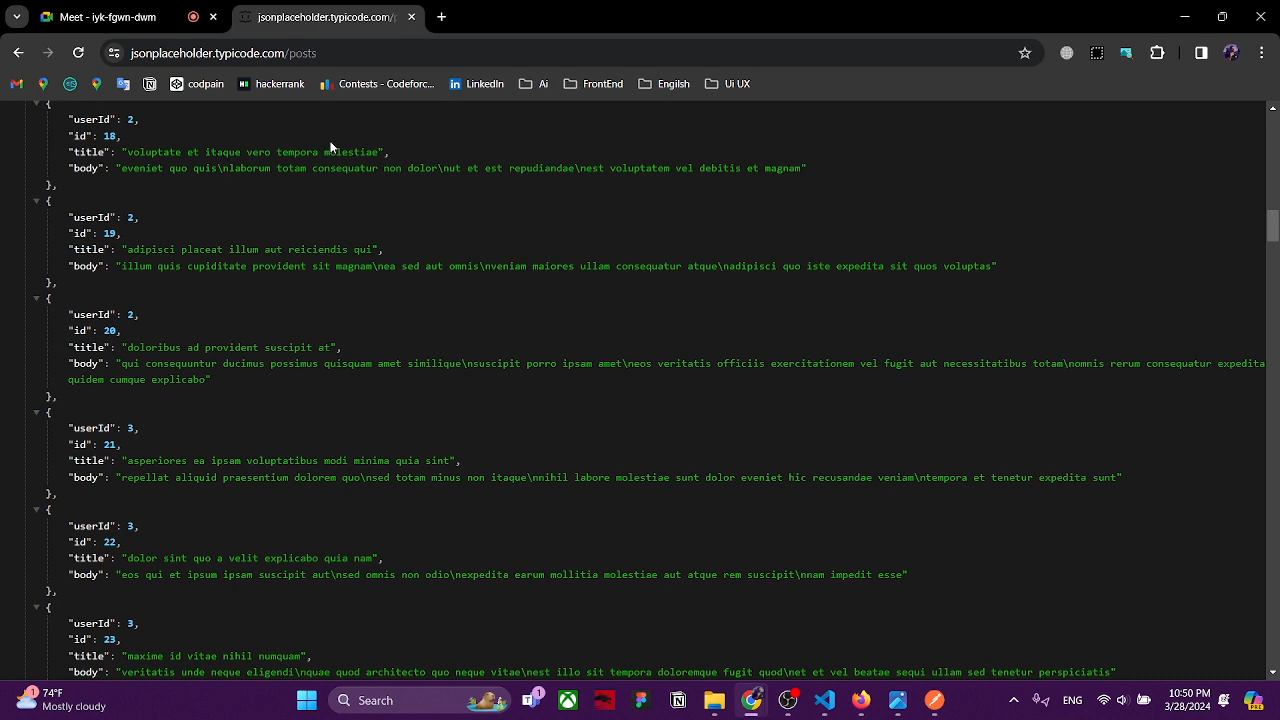 Meet - iyk-fgwn-dwm
jsonplaceholder.typicode.com/p
jsonplaceholder.typicode.com/posts
codpain
hackerrank
Contests - Codeforc...
LinkedIn
Ai
FrontEnd
Engilsh
Ui UX
{
"userId": 2,
"id": 18,
"title": "voluptate et itaque vero tempora molestiae",
"body": "eveniet quo quis\nlaborum totam consequatur non dolor\nut et est repudiandae\nest voluptatem vel debitis et magnam"
},
{
"userId": 2,
"id": 19,
"title": "adipisci placeat illum aut reiciendis qui",
"body": "illum quis cupiditate provident sit magnam\nea sed aut omnis\nveniam maiores ullam consequatur atque\nadipisci quo iste expedita sit quos voluptas"
},
{
"userId": 2,
"id": 20,
"title": "doloribus ad provident suscipit at",
"body": "qui consequuntur ducimus possimus quisquam amet similique\nsuscipit porro ipsam amet\neos veritatis officiis exercitationem vel fugit aut necessitatibus totam\nomnis rerum consequatur expedita
quidem cumque explicabo"
},
{
"userId": 3,
"id": 21,
"title": "asperiores ea ipsam voluptatibus modi minima quia sint",
"body": "repellat aliquid praesentium dolorem quo\nsed totam minus non itaque\nnihil labore molestiae sunt dolor eveniet hic recusandae veniam\ntempora et tenetur expedita sunt"
},
{
"userId": 3,
"id": 22,
"title": "dolor sint quo a velit explicabo quia nam",
"body": "eos qui et ipsum ipsam suscipit aut\nsed omnis non odio\nexpedita earum mollitia molestiae aut atque rem suscipit\nnam impedit esse"
},
{
"userId": 3,
"id": 23,
"title": "maxime id vitae nihil numquam",
"body": "veritatis unde neque eligendi\nquae quod architecto quo neque vitae\nest illo sit tempora doloremque fugit quod\net et vel beatae sequi ullam sed tenetur perspiciatis"
1
74°F
Mostly cloudy
Search
1
ENG
10:50 PM
3/28/2024